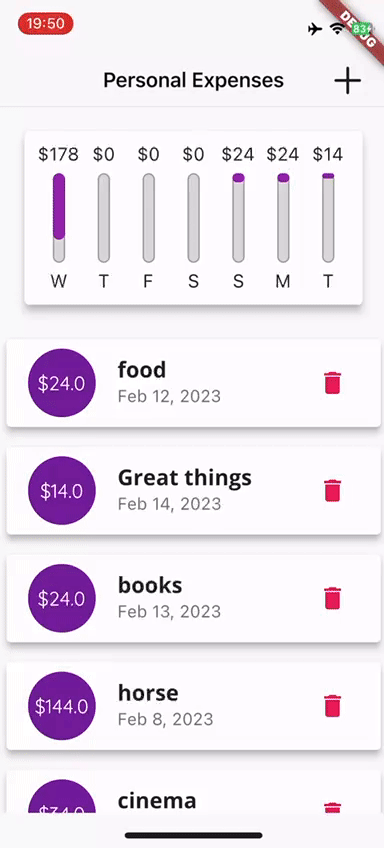 19:50
DEBUG
83
Personal Expenses
$178 $0 $0 $0 $24 $24 $14
W T F S S M T
food
$24.0
Feb 12, 2023
Great things
$14.0
Feb 14, 2023
books
$24.0
Feb 13, 2023
horse
$144.0
Feb 8, 2023
cinema
$34.0